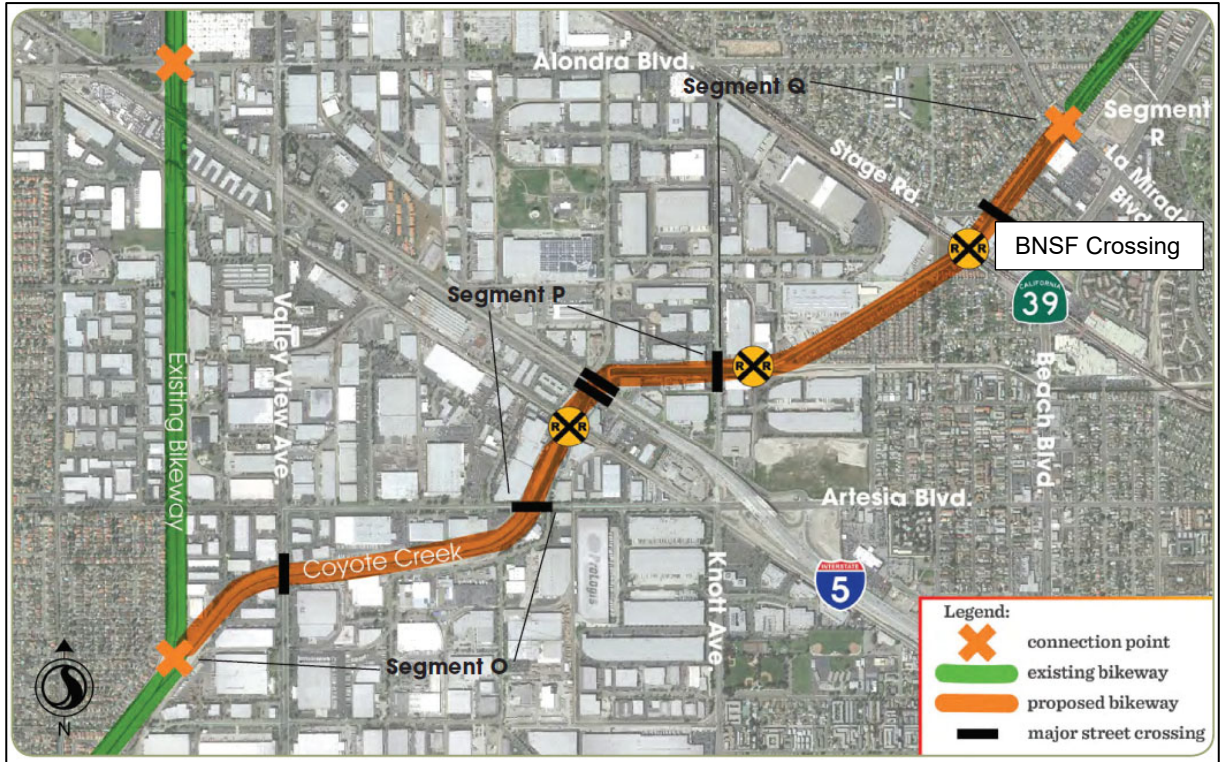 Alondra Blvd.
Segment Q
Segment
R
La Mirada
Blvd.
Stage Rd.
R R
BNSF Crossing
CALIFORNIA
39
Segment P
Valley View Ave.
Existing Bikeway
R R
R R
Beach Blvd.
Artesia Blvd
Coyote Creek
Prologis
Knott Ave
INTERSTATE
5
Segment O
N
Legend:
connection point
existing bikeway
proposed bikeway
major street crossing